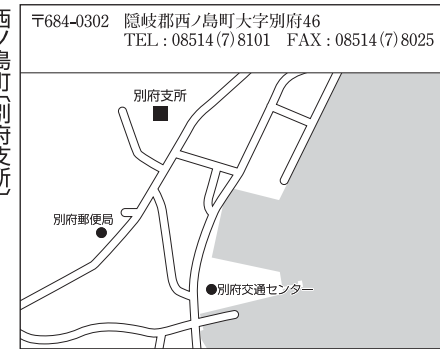 西ノ島町〔別府支所〕
〒684-0302 隠岐郡西ノ島町大字別府46
TEL : 08514(7)8101 FAX : 08514(7)8025
別府支所
別府郵便局
別府交通センター